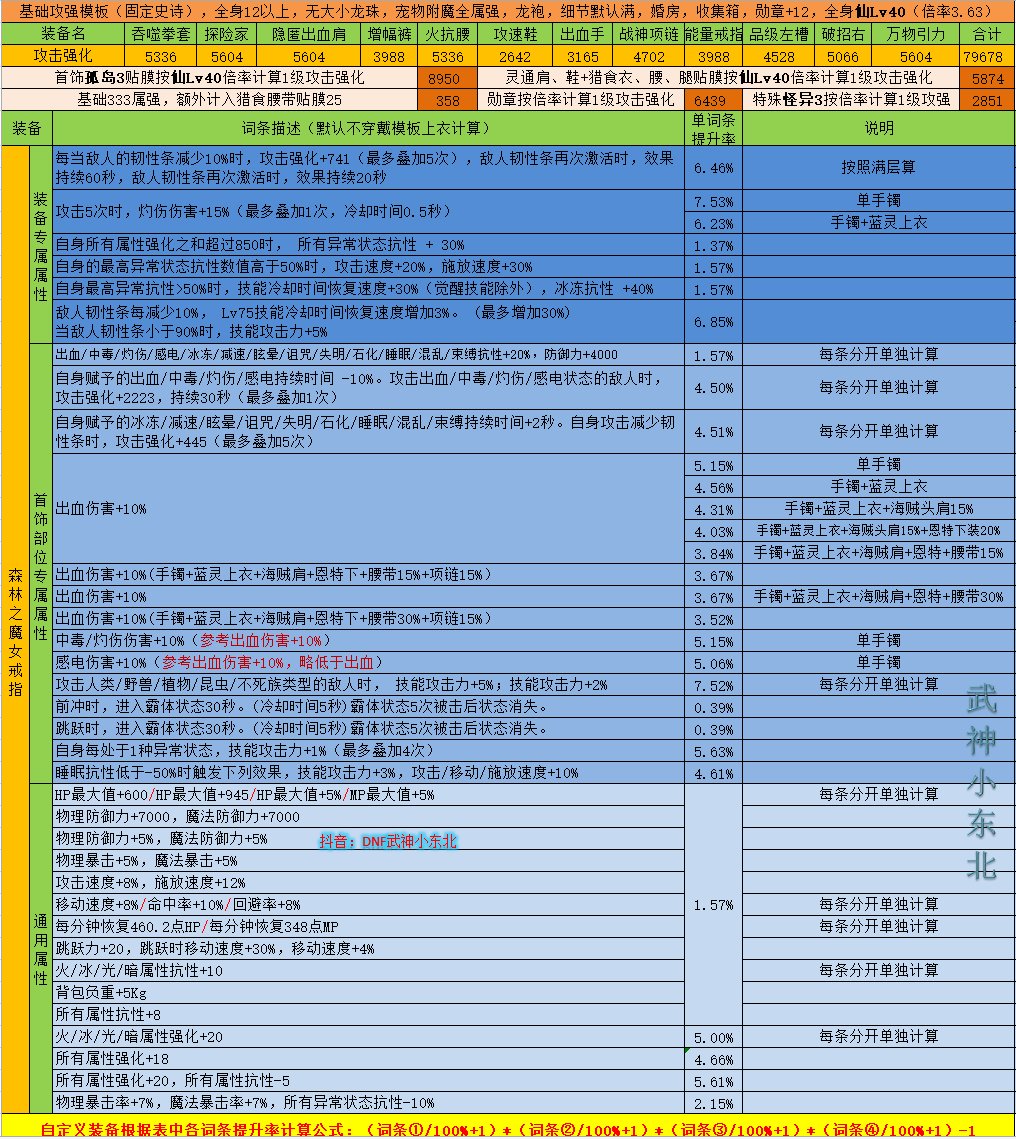 基础攻强模板（固定史诗），全身12以上，无大小龙珠，宠物附魔全属强，龙袍，细节默认满，婚房，收集箱，勋章+12，全身仙Lv40（倍率3.63）
装备名 吞噬拳套 探险家 隐匿出血肩 增幅裤 火抗腰 攻速鞋 出血手 战神项链 能量戒指 品级左槽 破招右 万物引力 合计
攻击强化 5336 5604 5604 3988 5336 2642 3165 4702 3988 4528 5066 5604 79678
首饰孤岛3贴膜按仙Lv40倍率计算1级攻击强化 8950 灵通肩、鞋+猎食衣、腰、腿贴膜按仙Lv40倍率计算1级攻击强化 5874
基础333属强，额外计入猎食腰带贴膜25 358 勋章按倍率计算1级攻击强化 6439 特殊怪异3按倍率计算1级攻强 2851
装备 词条描述（默认不穿戴模板上衣计算） 单词条提升率 说明
森林之魔女戒指
装备专属属性
每当敌人的韧性条减少10%时，攻击强化+741（最多叠加5次），敌人韧性条再次激活时，效果
持续60秒，敌人韧性条再次激活时，效果持续20秒 6.46% 按照满层算
攻击5次时，灼伤伤害+15%（最多叠加1次，冷却时间0.5秒） 7.53% 单手镯
6.23% 手镯+蓝灵上衣
自身所有属性强化之和超过850时， 所有异常状态抗性 + 30% 1.37%
自身的最高异常状态抗性数值高于50%时，攻击速度+20%，施放速度+30% 1.57%
自身最高异常抗性>50%时，技能冷却时间恢复速度+30%（觉醒技能除外），冰冻抗性 +40% 1.57%
敌人韧性条每减少10%， Lv75技能冷却时间恢复速度增加3%。（最多增加30%）
当敌人韧性条小于90%时，技能攻击力+5% 6.85%
首饰部位专属属性
出血/中毒/灼伤/感电/冰冻/减速/眩晕/诅咒/失明/石化/睡眠/混乱/束缚抗性+20%，防御力+4000 1.57% 每条分开单独计算
自身赋予的出血/中毒/灼伤/感电持续时间 -10%。攻击出血/中毒/灼伤/感电状态的敌人时，
攻击强化+2223，持续30秒（最多叠加1次） 4.50% 每条分开单独计算
自身赋予的冰冻/减速/眩晕/诅咒/失明/石化/睡眠/混乱/束缚持续时间+2秒。自身攻击减少韧
性条时，攻击强化+445（最多叠加5次） 4.51% 每条分开单独计算
出血伤害+10% 5.15% 单手镯
4.56% 手镯+蓝灵上衣
4.31% 手镯+蓝灵上衣+海贼头肩15%
4.03% 手镯+蓝灵上衣+海贼头肩15%+恩特下装20%
3.84% 手镯+蓝灵上衣+海贼肩+恩特+腰带15%
出血伤害+10%(手镯+蓝灵上衣+海贼肩+恩特下+腰带15%+项链15%） 3.67%
出血伤害+10% 3.67% 手镯+蓝灵上衣+海贼肩+恩特+腰带30%
出血伤害+10%(手镯+蓝灵上衣+海贼肩+恩特下+腰带30%+项链15%） 3.52%
中毒/灼伤伤害+10%（参考出血伤害+10%） 5.15% 单手镯
感电伤害+10%（参考出血伤害+10%，略低于出血） 5.06% 单手镯
攻击人类/野兽/植物/昆虫/不死族类型的敌人时， 技能攻击力+5%；技能攻击力+2% 7.52% 每条分开单独计算
前冲时，进入霸体状态30秒。(冷却时间5秒)霸体状态5次被击后状态消失。 0.39%
跳跃时，进入霸体状态30秒。(冷却时间5秒)霸体状态5次被击后状态消失。 0.39%
自身每处于1种异常状态，技能攻击力+1%（最多叠加4次） 5.63%
睡眠抗性低于-50%时触发下列效果，技能攻击力+3%，攻击/移动/施放速度+10% 4.61%
通用属性
HP最大值+600/HP最大值+945/HP最大值+5%/MP最大值+5% 每条分开单独计算
物理防御力+7000，魔法防御力+7000
物理防御力+5%，魔法防御力+5% 抖音：DNF武神小东北
物理暴击+5%，魔法暴击+5%
攻击速度+8%，施放速度+12%
移动速度+8%/命中率+10%/回避率+8% 1.57% 每条分开单独计算
每分钟恢复460.2点HP/每分钟恢复348点MP 每条分开单独计算
跳跃力+20，跳跃时移动速度+30%，移动速度+4%
火/冰/光/暗属性抗性+10 每条分开单独计算
背包负重+5Kg
所有属性抗性+8
火/冰/光/暗属性强化+20 5.00% 每条分开单独计算
所有属性强化+18 4.66%
所有属性强化+20，所有属性抗性-5 5.61%
物理暴击率+7%，魔法暴击率+7%，所有异常状态抗性-10% 2.15%
武神小东北
自定义装备根据表中各词条提升率计算公式：（词条①/100%+1）*（词条②/100%+1）*（词条③/100%+1）*（词条④/100%+1）-1